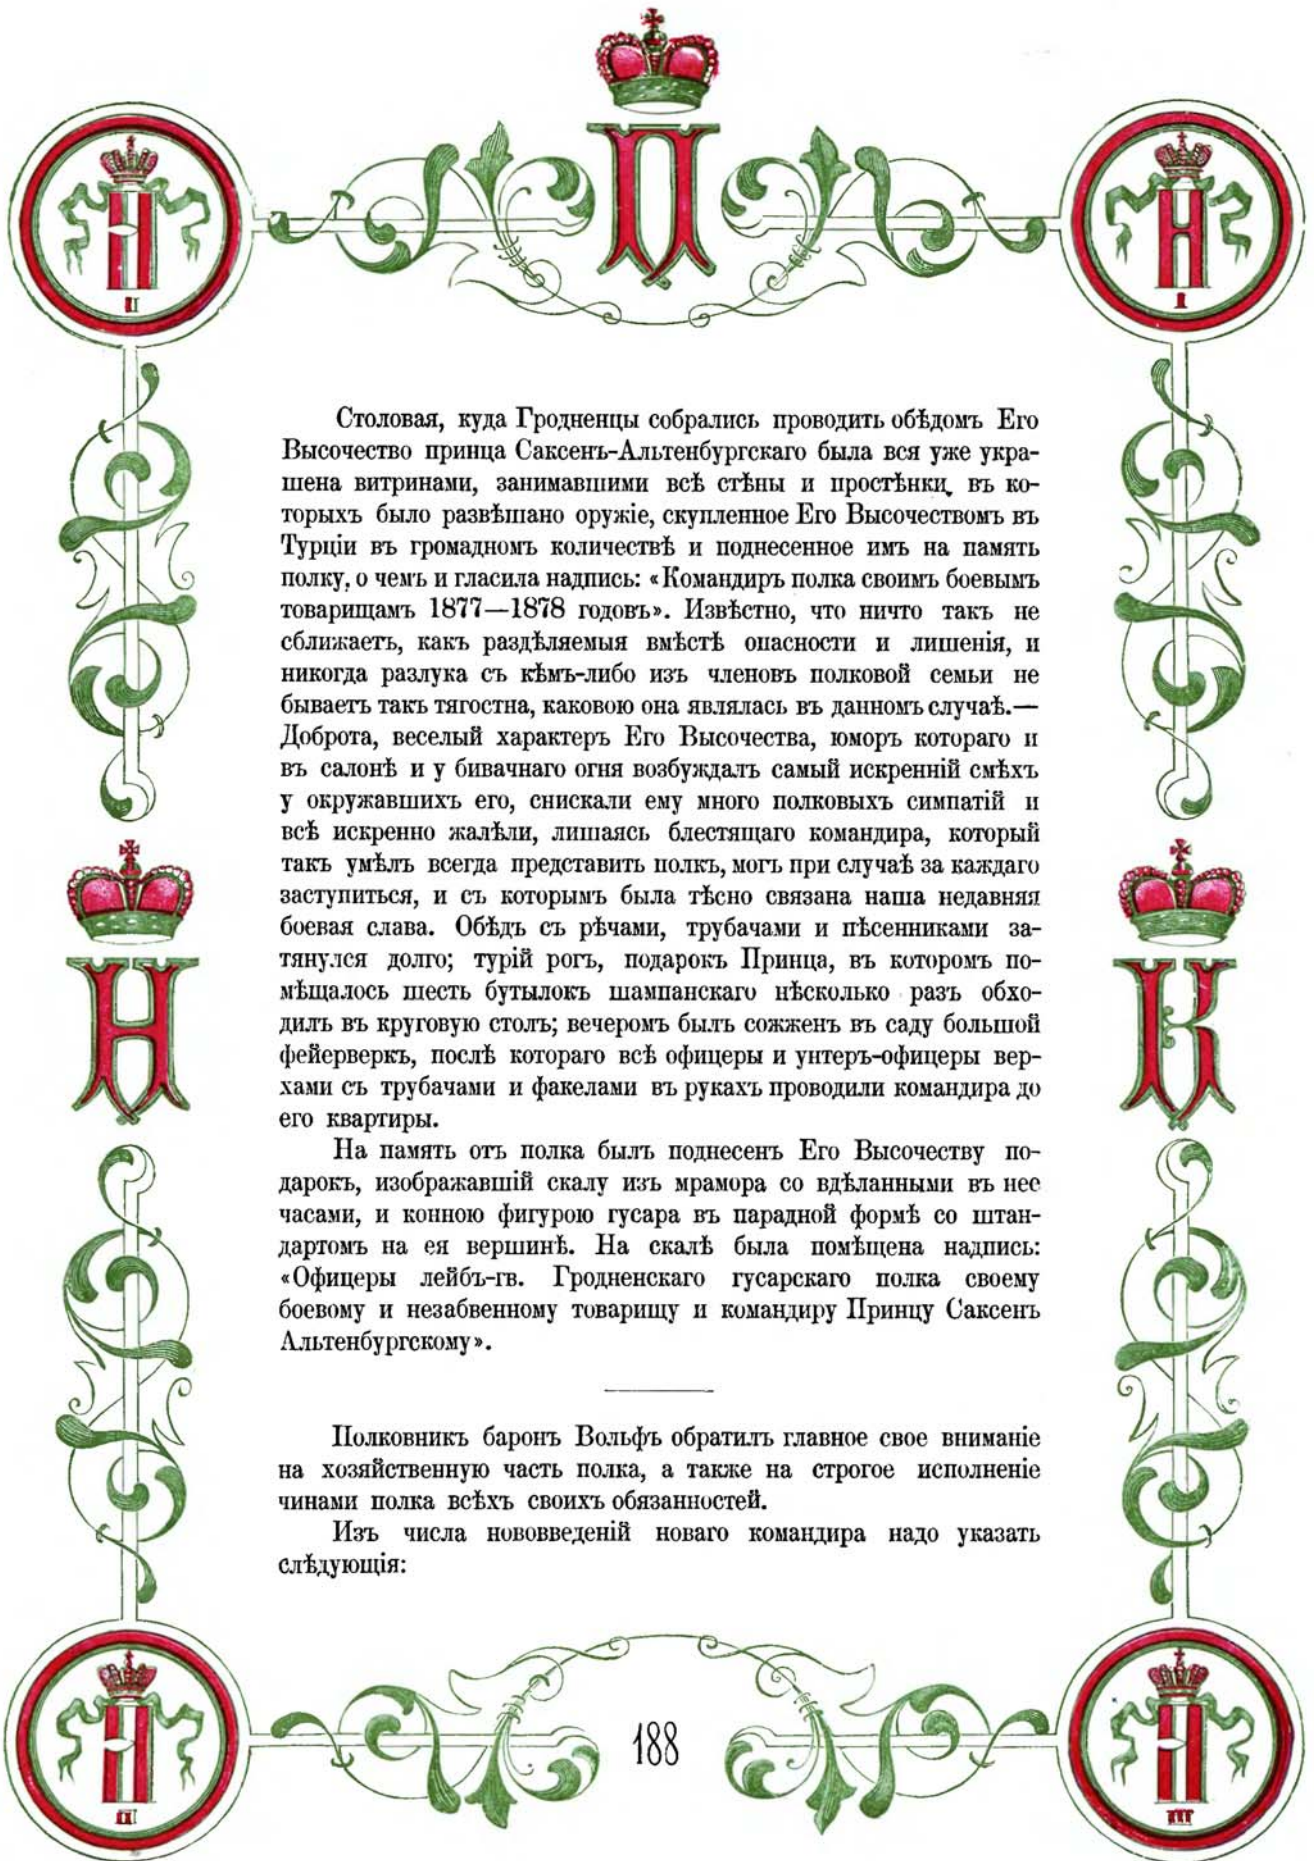 П
II
Н
I
Столовая, куда Гродненцы собрались проводить обѣдомъ Его
Высочество принца Саксенъ-Альтенбургскаго была вся уже укра-
шена витринами, занимавшими всѣ стѣны и простѣнки, въ ко-
торыхъ было развѣшано оружіе, скупленное Его Высочествомъ въ
Турціи въ громадномъ количествѣ и поднесенное имъ на память
полку, о чемъ и гласила надпись: «Командиръ полка своимъ боевымъ
товарищамъ 1877—1878 годовъ». Извѣстно, что ничто такъ не
сближаетъ, какъ раздѣляемыя вмѣстѣ опасности и лишенія, и
никогда разлука съ кѣмъ-либо изъ членовъ полковой семьи не
бываетъ такъ тягостна, каковою она являлась въ данномъ случаѣ.—
Доброта, веселый характеръ Его Высочества, юморъ котораго и
въ салонѣ и у бивачнаго огня возбуждалъ самый искренній смѣхъ
у окружавшихъ его, снискали ему много полковыхъ симпатій и
всѣ искренно жалѣли, лишаясь блестящаго командира, который
такъ умѣлъ всегда представить полкъ, могъ при случаѣ за каждаго
заступиться, и съ которымъ была тѣсно связана наша недавняя
боевая слава. Обѣдъ съ рѣчами, трубачами и пѣсенниками за-
тянулся долго; турій рогъ, подарокъ Принца, въ которомъ по-
мѣщалось шесть бутылокъ шампанскаго нѣсколько разъ обхо-
дилъ въ круговую столъ; вечеромъ былъ сожженъ въ саду большой
фейерверкъ, послѣ котораго всѣ офицеры и унтеръ-офицеры вер-
хами съ трубачами и факелами въ рукахъ проводили командира до
его квартиры.
На память отъ полка былъ поднесенъ Его Высочеству по-
дарокъ, изображавшій скалу изъ мрамора со вдѣланными въ нее
часами, и конною фигурою гусара въ парадной формѣ со штан-
дартомъ на ея вершинѣ. На скалѣ была помѣщена надпись:
«Офицеры лейбъ-гв. Гродненскаго гусарскаго полка своему
боевому и незабвенному товарищу и командиру Принцу Саксенъ
Альтенбургскому».
Н
К
Полковникъ баронъ Вольфъ обратилъ главное свое вниманіе
на хозяйственную часть полка, а также на строгое исполненіе
чинами полка всѣхъ своихъ обязанностей.
Изъ числа нововведеній новаго командира надо указать
слѣдующія:
188
III